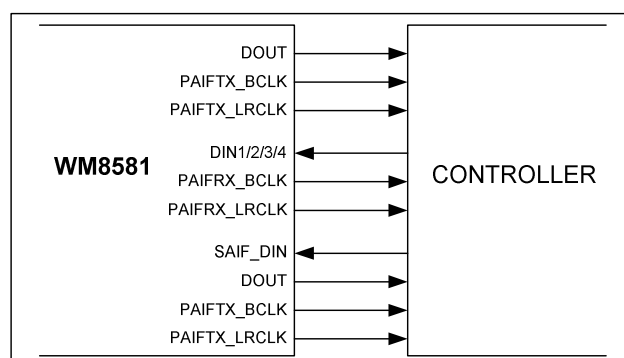 DOUT
PAIFTX_BCLK
PAIFTX_LRCLK
DIN1/2/3/4
WM8581
PAIFRX_BCLK
CONTROLLER
PAIFRX_LRCLK
SAIF_DIN
DOUT
PAIFTX_BCLK
PAIFTX_LRCLK